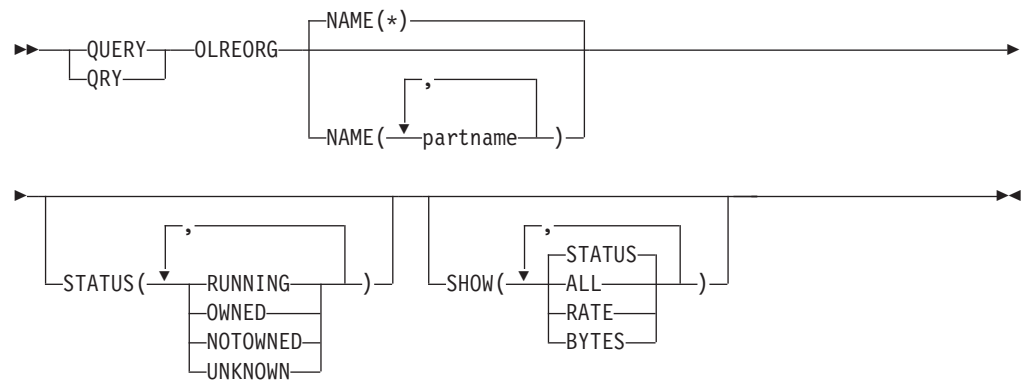 NAME(*)
QUERY OLREORG
QRY
,
NAME( partname )
, ,
STATUS
STATUS( RUNNING ) SHOW( ALL )
OWNED RATE
NOTOWNED BYTES
UNKNOWN